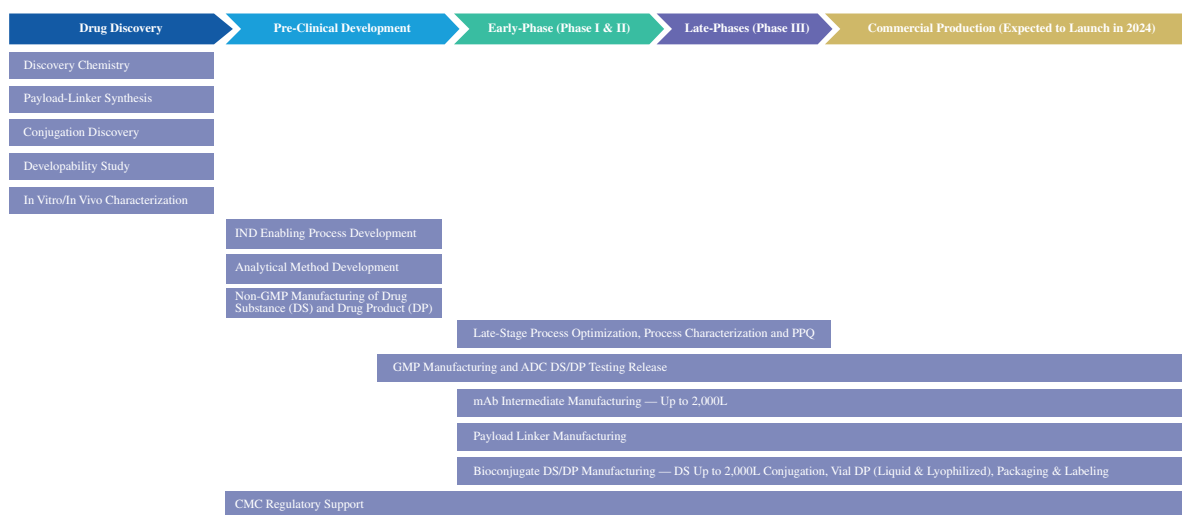 Drug Discovery
Pre-Clinical Development
Early-Phase (Phase I & II)
Late-Phases (Phase III)
Commercial Production (Expected to Launch in 2024)
Discovery Chemistry
Payload-Linker Synthesis
Conjugation Discovery
Developability Study
In Vitro/In Vivo Characterization
IND Enabling Process Development
Analytical Method Development
Non-GMP Manufacturing of Drug
Substance (DS) and Drug Product (DP)
Late-Stage Process Optimization, Process Characterization and PPQ
GMP Manufacturing and ADC DS/DP Testing Release
mAb Intermediate Manufacturing — Up to 2,000L
Payload Linker Manufacturing
Bioconjugate DS/DP Manufacturing — DS Up to 2,000L Conjugation, Vial DP (Liquid & Lyophilized), Packaging & Labeling
CMC Regulatory Support